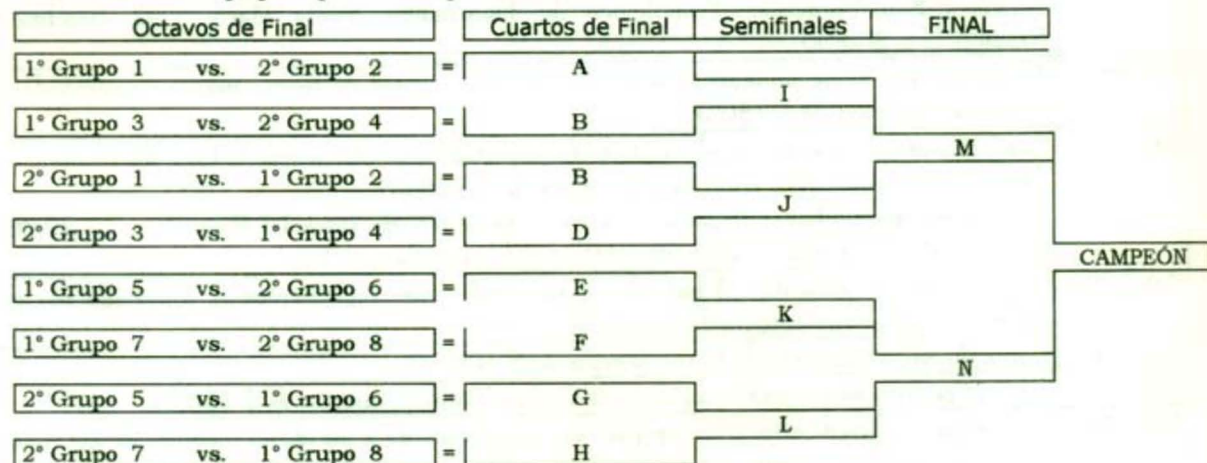 Octavos de Final Cuartos de Final Semifinales FINAL
1° Grupo 1 vs. 2° Grupo 2 = A
I
1° Grupo 3 vs. 2° Grupo 4 = B
M
2° Grupo 1 vs. 1° Grupo 2 = B
J
2° Grupo 3 vs. 1° Grupo 4 = D
CAMPEÓN
1° Grupo 5 vs. 2° Grupo 6 = E
K
1° Grupo 7 vs. 2° Grupo 8 = F
N
2° Grupo 5 vs. 1° Grupo 6 = G
L
2° Grupo 7 vs. 1° Grupo 8 = H